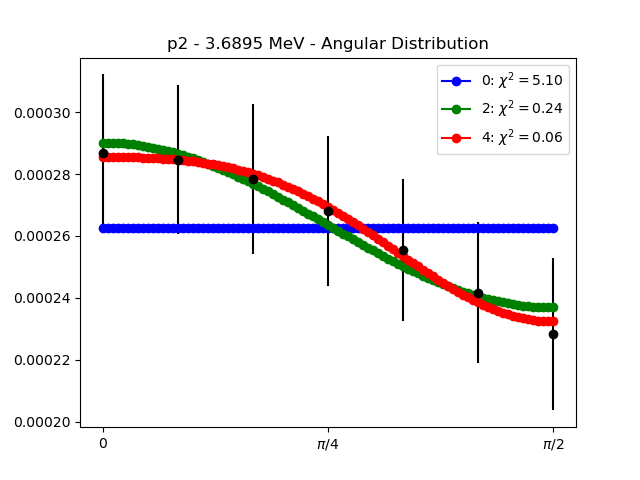 p2 - 3.6895 MeV - Angular Distribution
0: χ² = 5.10
2: χ² = 0.24
4: χ² = 0.06
0.00030
0.00028
0.00026
0.00024
0.00022
0.00020
0 π/4 π/2